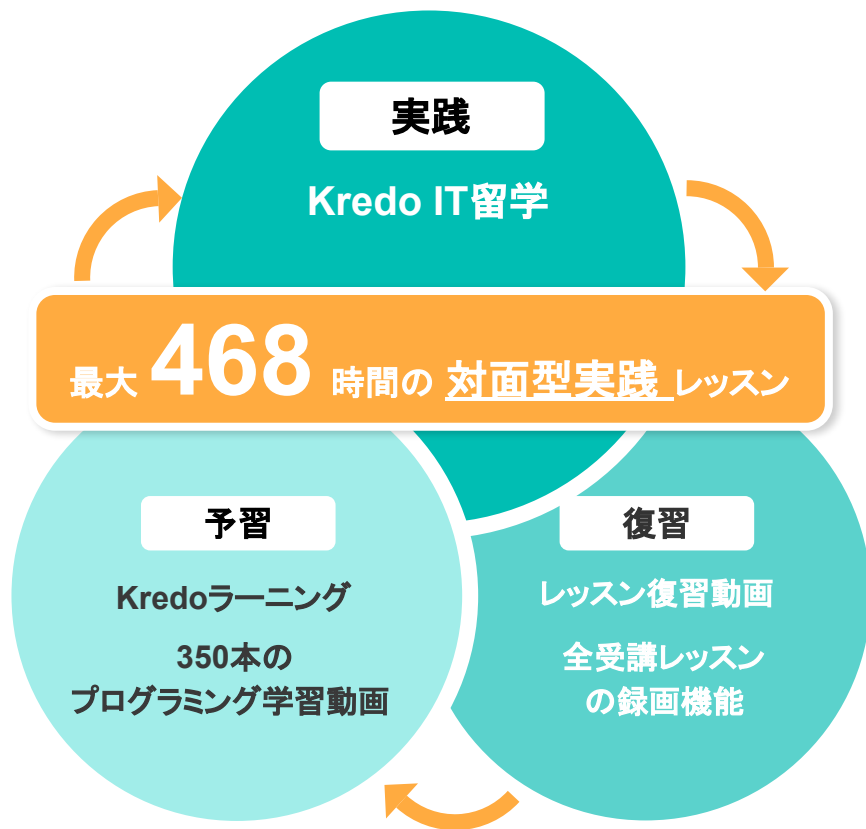 実践
Kredo IT留学
最大 468 時間の 対面型実践 レッスン
予習
Kredoラーニング
350本の
プログラミング学習動画
復習
レッスン復習動画
全受講レッスン
の録画機能